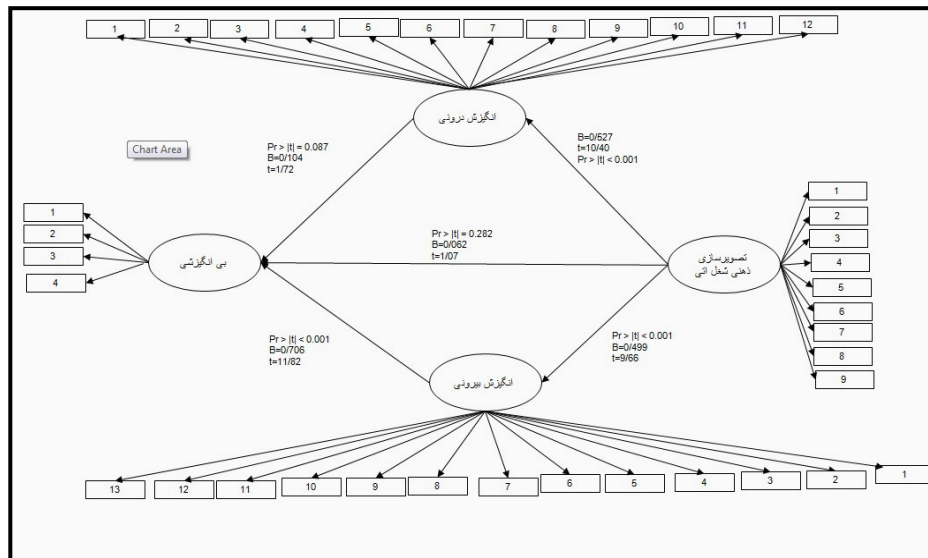 1 2 3 4 5 6 7 8 9 10 11 12
انگیزش درونی
Pr > |t| = 0.087
B=0/104
t=1/72
B=0/527
t=10/40
Pr > |t| < 0.001
Chart Area
1
2
3
4
بی انگیزشی
Pr > |t| = 0.282
B=0/062
t=1/07
تصویرسازی
ذهنی شغل اتی
1
2
3
4
5
6
7
8
9
Pr > |t| < 0.001
B=0/706
t=11/82
Pr > |t| < 0.001
B=0/499
t=9/66
انگیزش بیرونی
13 12 11 10 9 8 7 6 5 4 3 2 1